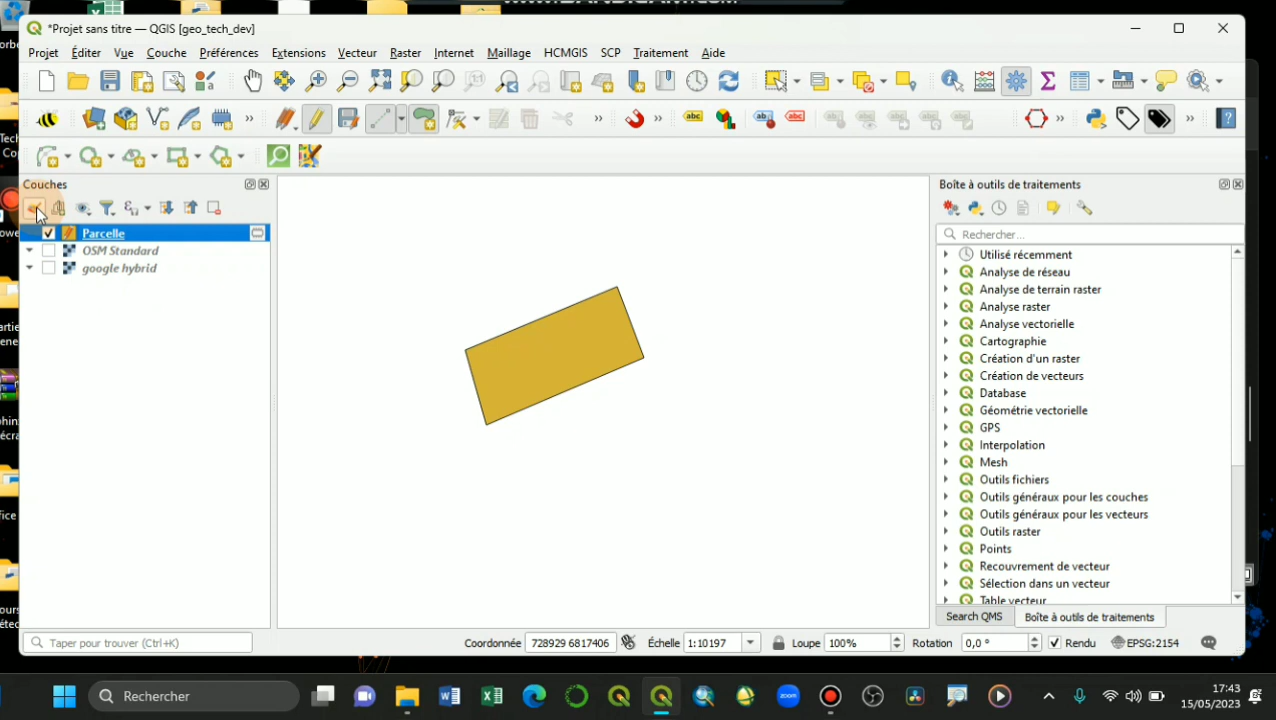 *Projet sans titre — QGIS [geo_tech_dev]
Projet Éditer Vue Couche Préférences Extensions Vecteur Raster Internet Maillage HCMGIS SCP Traitement Aide
Couches
Parcelle
OSM Standard
google hybrid
Boîte à outils de traitements
Rechercher...
Utilisé récemment
Analyse de réseau
Analyse de terrain raster
Analyse raster
Analyse vectorielle
Cartographie
Création d'un raster
Création de vecteurs
Database
Géométrie vectorielle
GPS
Interpolation
Mesh
Outils fichiers
Outils généraux pour les couches
Outils généraux pour les vecteurs
Outils raster
Points
Recouvrement de vecteur
Sélection dans un vecteur
Table vecteur
Search QMS Boîte à outils de traitements
Taper pour trouver (Ctrl+K) Coordonnée 728929 6817406 Échelle 1:10197 Loupe 100% Rotation 0,0 ° Rendu EPSG:2154
Rechercher
17:43
15/05/2023